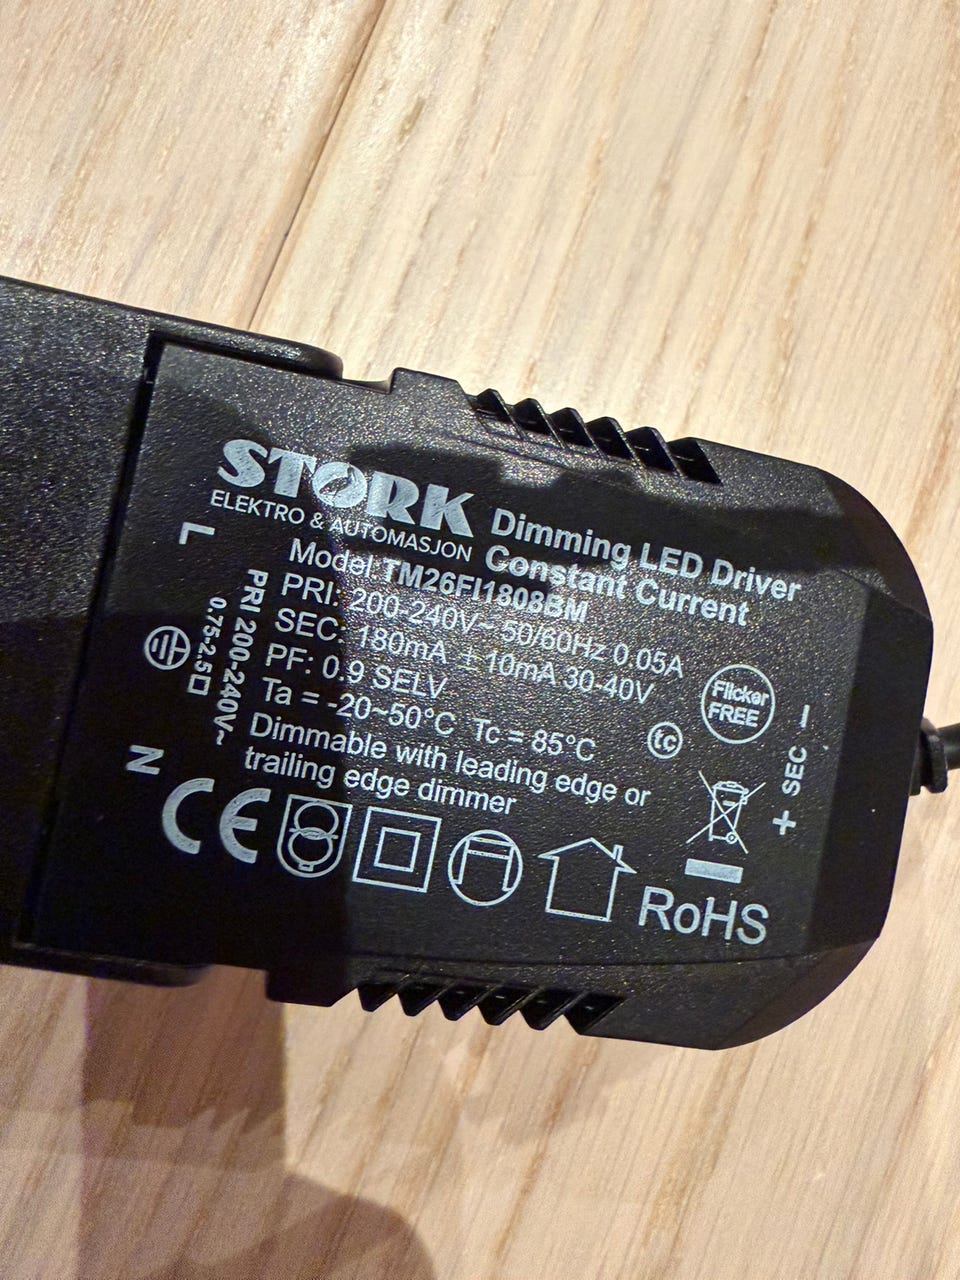 STORK
ELEKTRO & AUTOMASJON
Dimming LED Driver
Constant Current
Model:TM26FI1808BM
PRI: 200-240V~ 50/60Hz 0.05A
SEC: 180mA ±10mA 30-40V
PF: 0.9 SELV
Ta = -20~50°C Tc = 85°C
Dimmable with leading edge or
trailing edge dimmer
L
PRI 200-240V~
0.75-2.5□
N
Flicker
FREE
tc
- SEC +
CE
RoHS